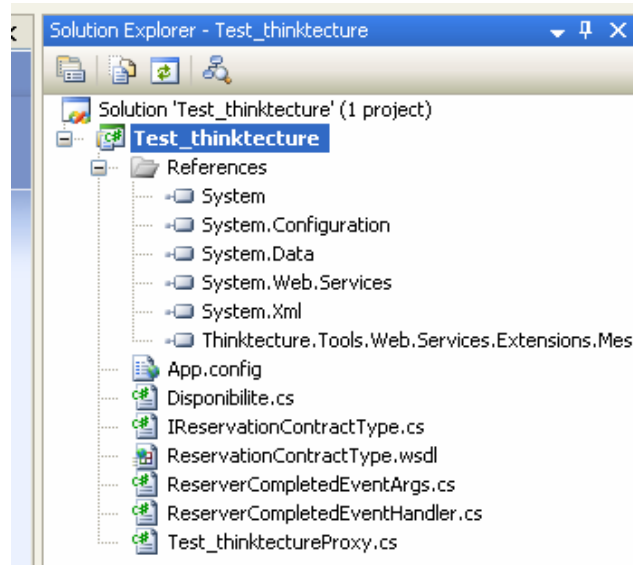 Solution Explorer - Test_thinktecture
Solution 'Test_thinktecture' (1 project)
Test_thinktecture
References
System
System.Configuration
System.Data
System.Web.Services
System.Xml
Thinktecture.Tools.Web.Services.Extensions.Mes
App.config
Disponibilite.cs
IReservationContractType.cs
ReservationContractType.wsdl
ReserverCompletedEventArgs.cs
ReserverCompletedEventHandler.cs
Test_thinktectureProxy.cs